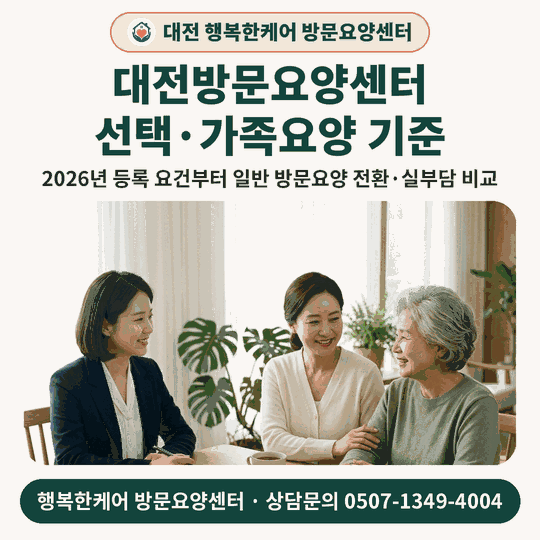 대전 행복한케어 방문요양센터
대전방문요양센터
선택·가족요양 기준
2026년 등록 요건부터 일반 방문요양 전환·실부담 비교
행복한케어 방문요양센터 · 상담문의 0507-1349-4004